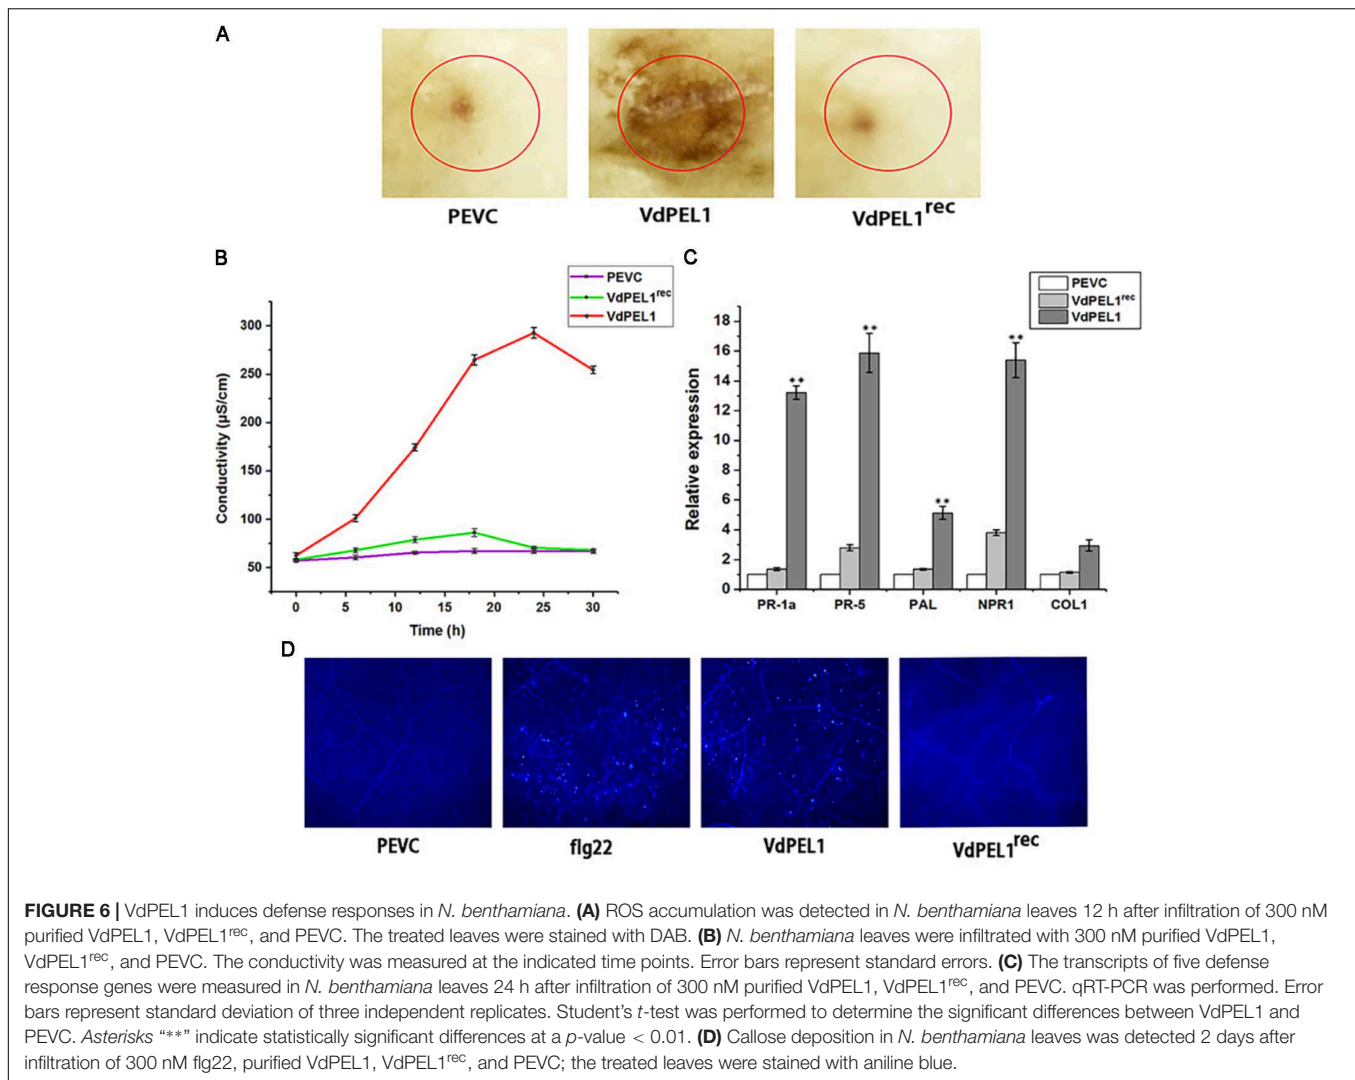 A
PEVC
VdPEL1
VdPEL1rec
B
PEVC
VdPEL1rec
VdPEL1
300
250
200
150
100
50
Conductivity (µS/cm)
0 5 10 15 20 25 30
Time (h)
C
PEVC
VdPEL1rec
VdPEL1
18
16
14
12
10
8
6
4
2
0
Relative expression
** ** ** **
PR-1a PR-5 PAL NPR1 COL1
D
PEVC
flg22
VdPEL1
VdPEL1rec
FIGURE 6 | VdPEL1 induces defense responses in N. benthamiana. (A) ROS accumulation was detected in N. benthamiana leaves 12 h after infiltration of 300 nM
purified VdPEL1, VdPEL1rec, and PEVC. The treated leaves were stained with DAB. (B) N. benthamiana leaves were infiltrated with 300 nM purified VdPEL1,
VdPEL1rec, and PEVC. The conductivity was measured at the indicated time points. Error bars represent standard errors. (C) The transcripts of five defense
response genes were measured in N. benthamiana leaves 24 h after infiltration of 300 nM purified VdPEL1, VdPEL1rec, and PEVC. qRT-PCR was performed. Error
bars represent standard deviation of three independent replicates. Student's t-test was performed to determine the significant differences between VdPEL1 and
PEVC. Asterisks "**" indicate statistically significant differences at a p-value < 0.01. (D) Callose deposition in N. benthamiana leaves was detected 2 days after
infiltration of 300 nM flg22, purified VdPEL1, VdPEL1rec, and PEVC; the treated leaves were stained with aniline blue.